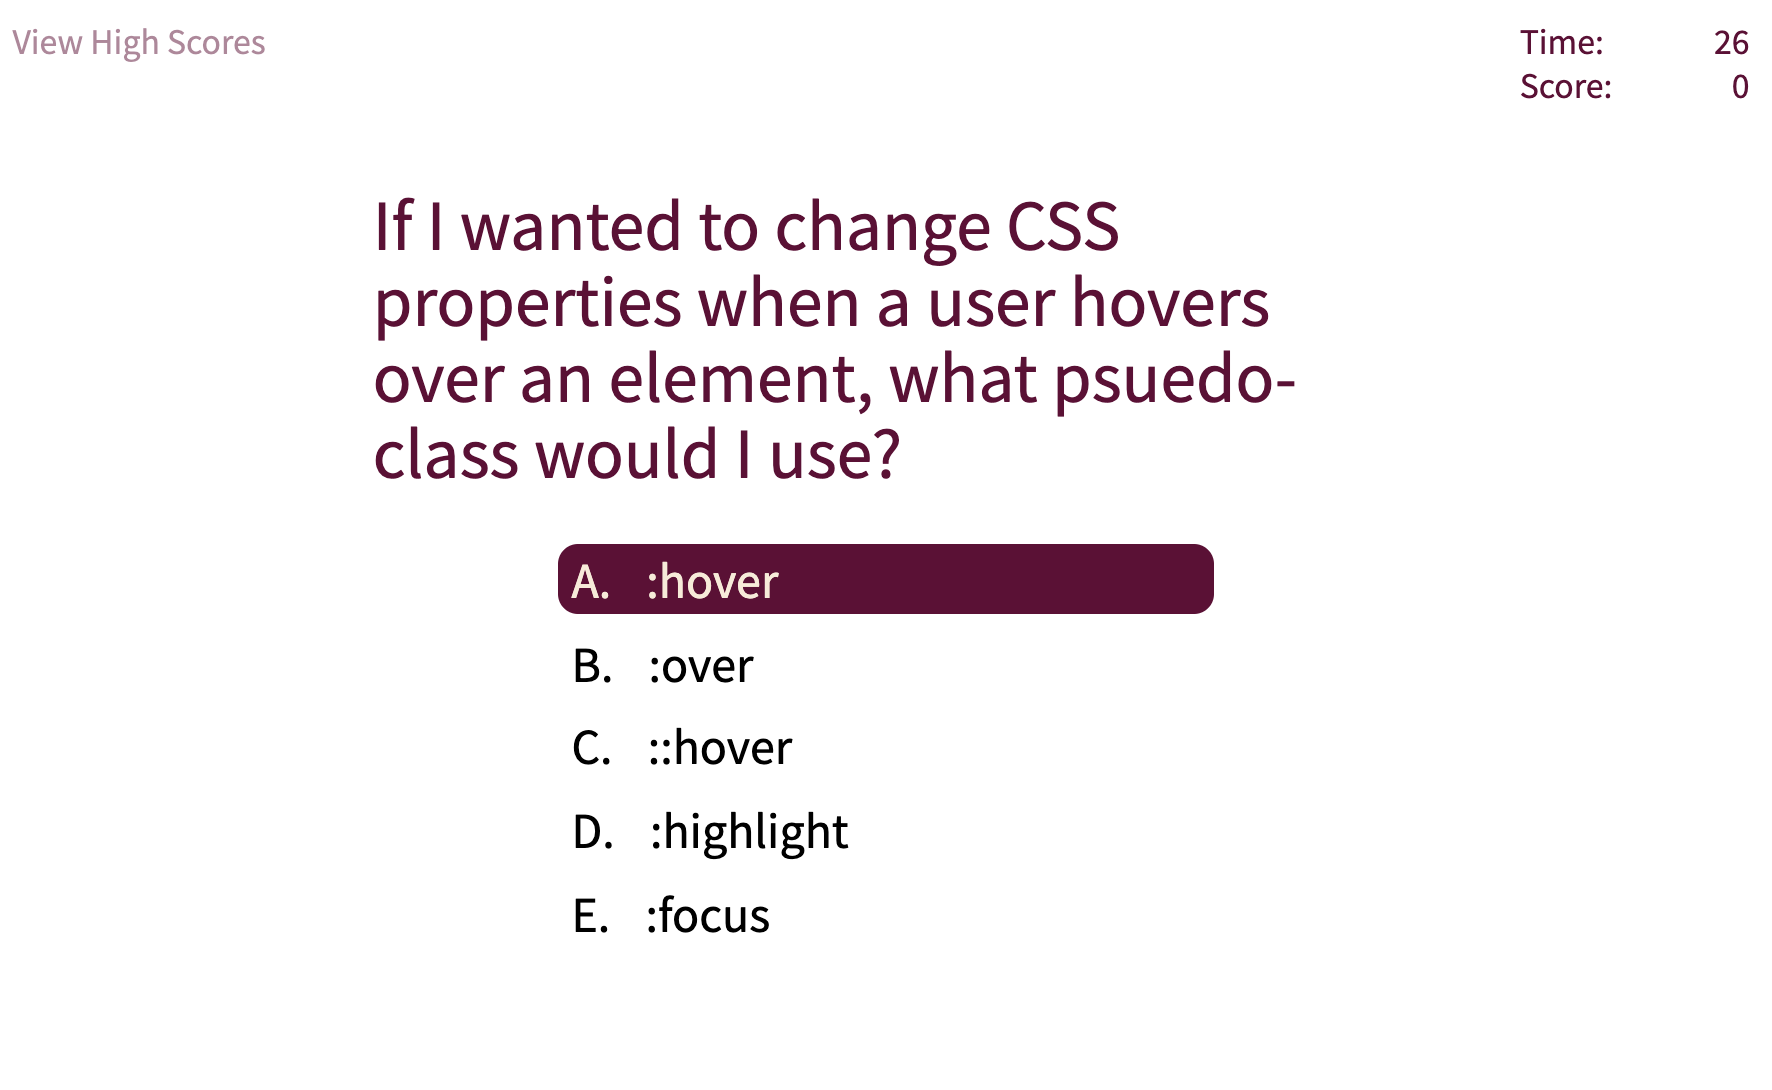 View High Scores
Time: 26
Score: 0
If I wanted to change CSS
properties when a user hovers
over an element, what psuedo-
class would I use?
A. :hover
B. :over
C. ::hover
D. :highlight
E. :focus